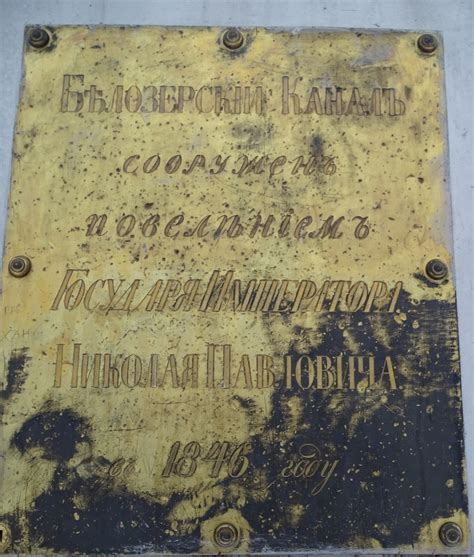 Бѣлозерскій Каналъ
сооруженъ
повелѣніемъ
Государя Императора
Николая Павловича
въ 1846 году